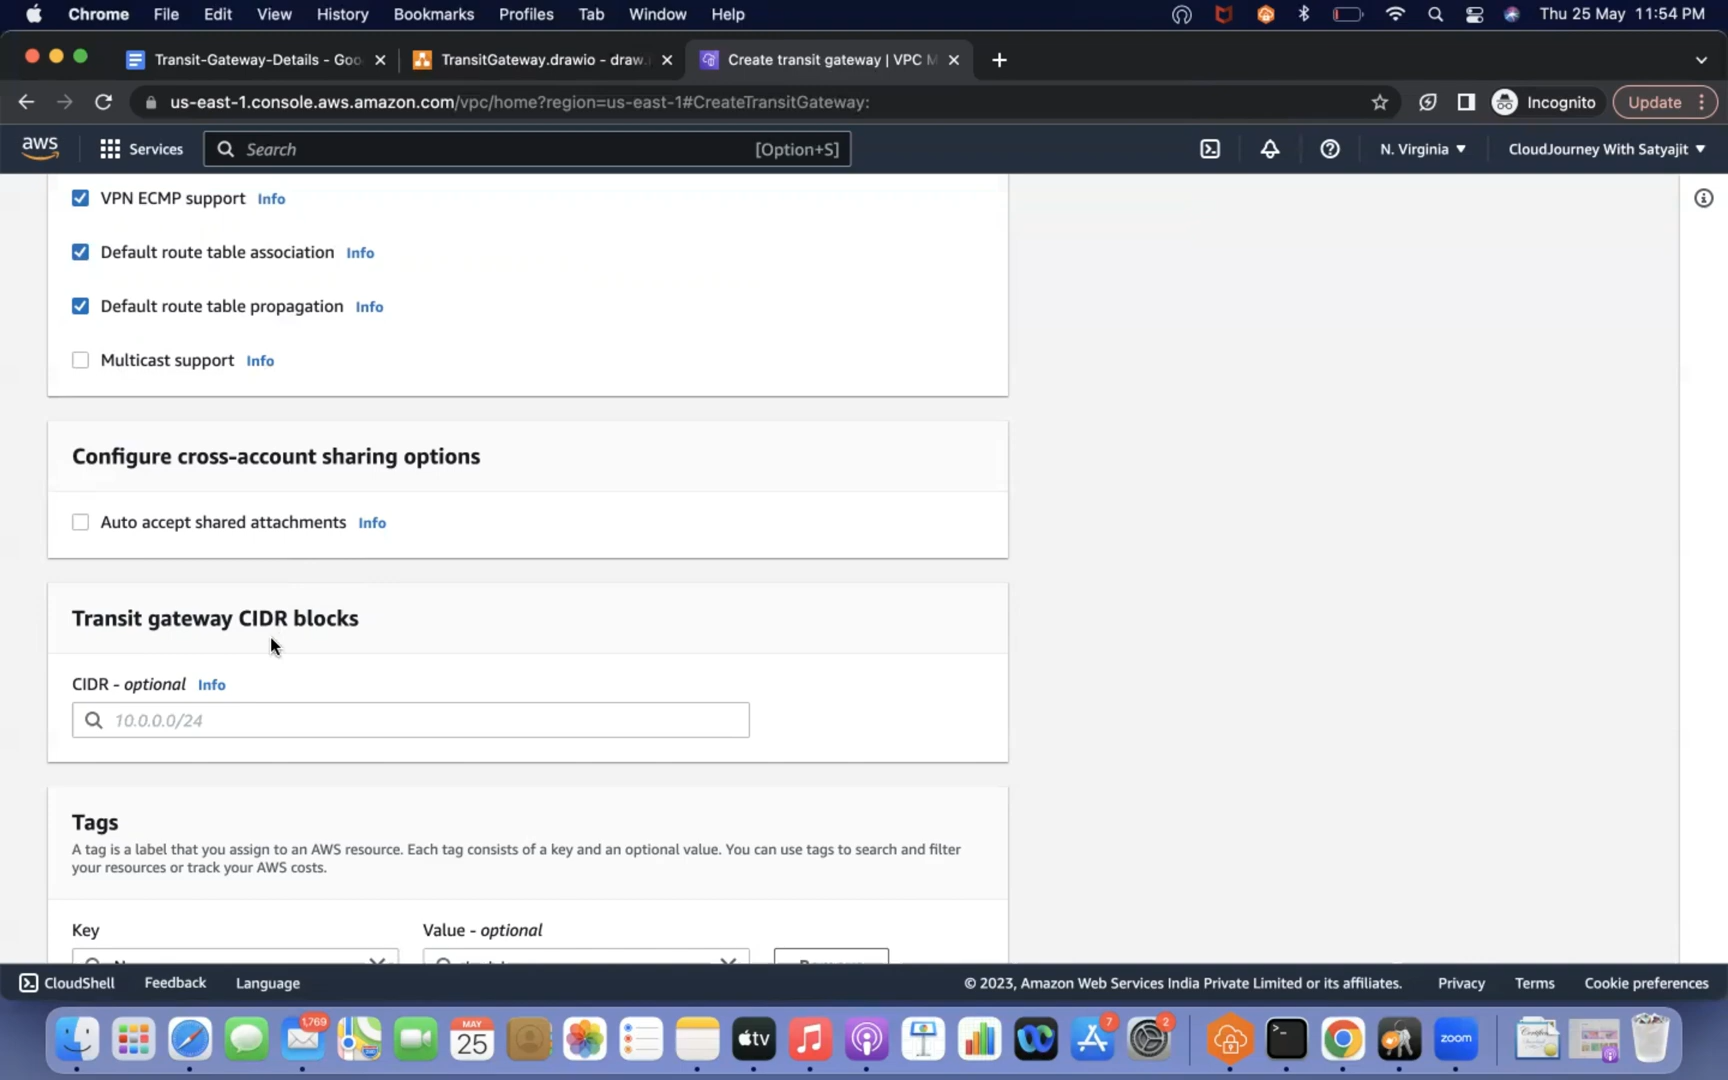 Chrome File Edit View History Bookmarks Profiles Tab Window Help Thu 25 May 11:54 PM
Transit-Gateway-Details - Goo TransitGateway.drawio - draw. Create transit gateway | VPC M
us-east-1.console.aws.amazon.com/vpc/home?region=us-east-1#CreateTransitGateway: Incognito Update
aws Services Search [Option+S] N. Virginia CloudJourney With Satyajit
VPN ECMP support Info
Default route table association Info
Default route table propagation Info
Multicast support Info
Configure cross-account sharing options
Auto accept shared attachments Info
Transit gateway CIDR blocks
CIDR - optional Info
10.0.0.0/24
Tags
A tag is a label that you assign to an AWS resource. Each tag consists of a key and an optional value. You can use tags to search and filter
your resources or track your AWS costs.
Key Value - optional
CloudShell Feedback Language © 2023, Amazon Web Services India Private Limited or its affiliates. Privacy Terms Cookie preferences
1,769 MAY 25 tv 7 2 zoom